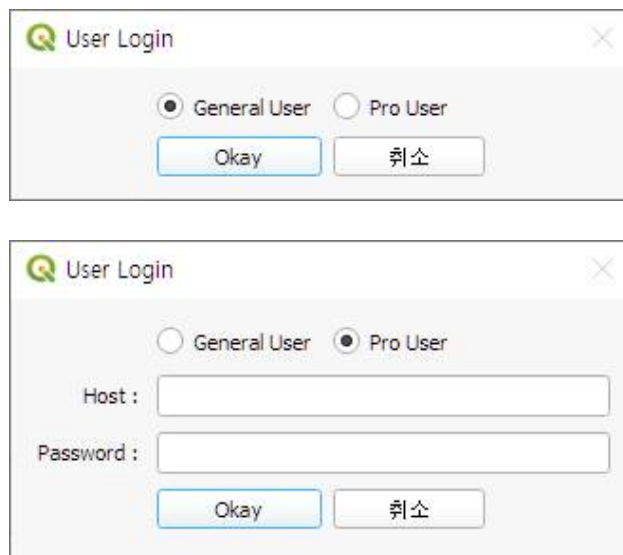 User Login
General User Pro User
Okay 취소
User Login
General User Pro User
Host :
Password :
Okay 취소